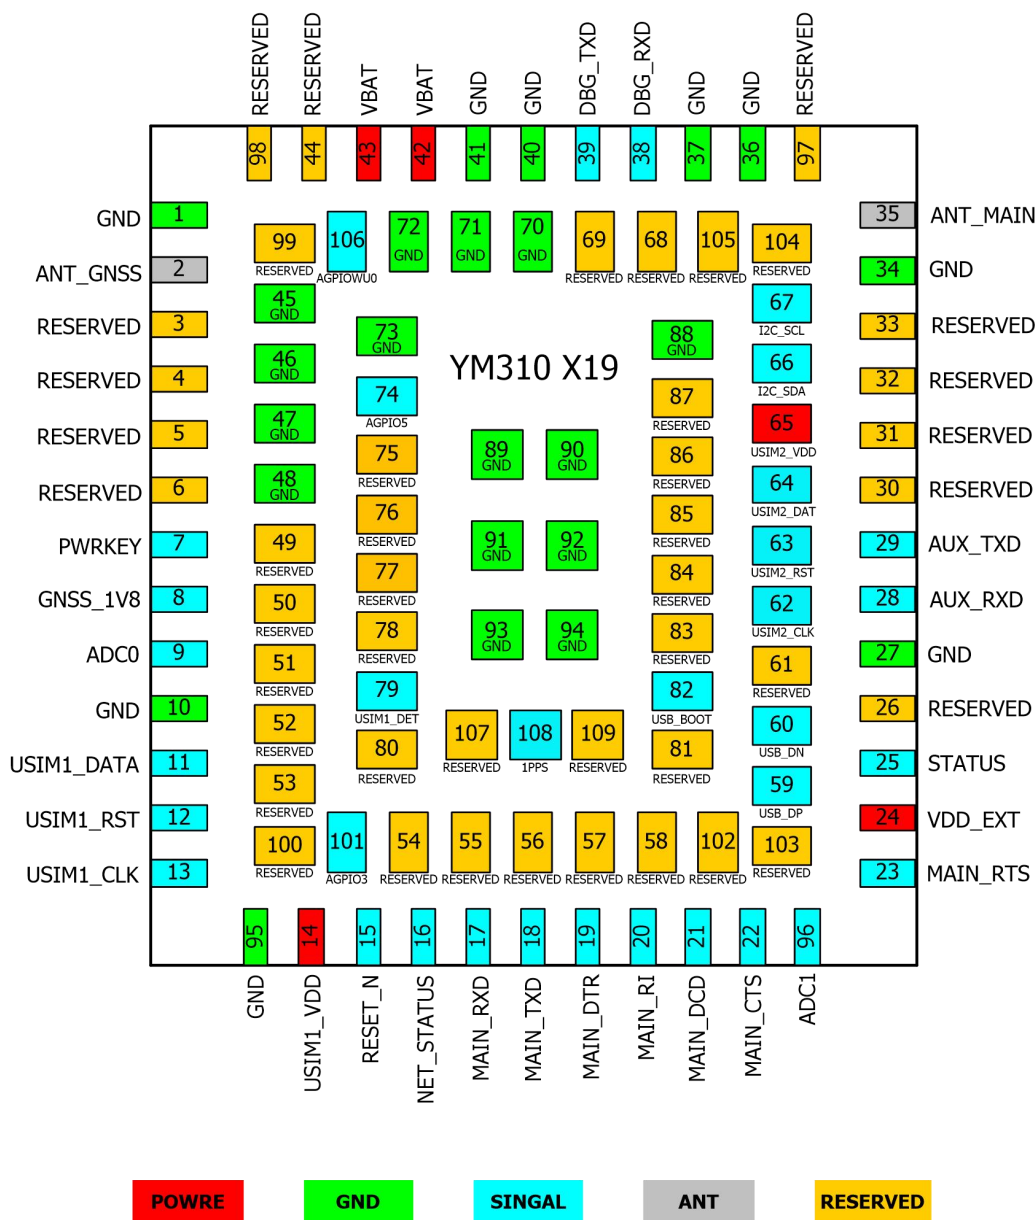 RESERVED
RESERVED
VBAT
VBAT
GND
GND
DBG_TXD
DBG_RXD
GND
GND
RESERVED
98
44
43
42
41
40
39
38
37
36
97
GND
1
ANT_GNSS
2
RESERVED
3
RESERVED
4
RESERVED
5
RESERVED
6
PWRKEY
7
GNSS_1V8
8
ADC0
9
GND
10
USIM1_DATA
11
USIM1_RST
12
USIM1_CLK
13
99
RESERVED
45
GND
46
GND
47
GND
48
GND
49
RESERVED
50
RESERVED
51
RESERVED
52
RESERVED
53
RESERVED
100
RESERVED
106
AGPIOWU0
72
GND
71
GND
70
GND
69
RESERVED
68
RESERVED
105
RESERVED
73
GND
74
AGPIO5
75
RESERVED
76
RESERVED
77
RESERVED
78
RESERVED
79
USIM1_DET
80
RESERVED
YM310 X19
89
GND
90
GND
91
GND
92
GND
93
GND
94
GND
107
RESERVED
108
1PPS
109
RESERVED
88
GND
87
RESERVED
86
RESERVED
85
RESERVED
84
RESERVED
83
RESERVED
82
USB_BOOT
81
RESERVED
104
RESERVED
67
I2C_SCL
66
I2C_SDA
65
USIM2_VDD
64
USIM2_DAT
63
USIM2_RST
62
USIM2_CLK
61
RESERVED
60
USB_DN
59
USB_DP
103
RESERVED
101
AGPIO3
54
RESERVED
55
RESERVED
56
RESERVED
57
RESERVED
58
RESERVED
102
RESERVED
35
ANT_MAIN
34
GND
33
RESERVED
32
RESERVED
31
RESERVED
30
RESERVED
29
AUX_TXD
28
AUX_RXD
27
GND
26
RESERVED
25
STATUS
24
VDD_EXT
23
MAIN_RTS
95
14
15
16
17
18
19
20
21
22
96
GND
USIM1_VDD
RESET_N
NET_STATUS
MAIN_RXD
MAIN_TXD
MAIN_DTR
MAIN_RI
MAIN_DCD
MAIN_CTS
ADC1
POWRE
GND
SINGAL
ANT
RESERVED